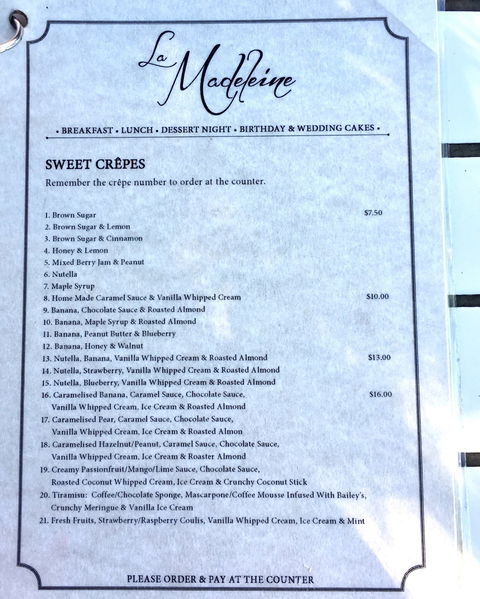 La Madeleine
• BREAKFAST • LUNCH • DESSERT NIGHT • BIRTHDAY & WEDDING CAKES •
SWEET CRÊPES
Remember the crêpe number to order at the counter.
1. Brown Sugar $7.50
2. Brown Sugar & Lemon
3. Brown Sugar & Cinnamon
4. Honey & Lemon
5. Mixed Berry Jam & Peanut
6. Nutella
7. Maple Syrup
8. Home Made Caramel Sauce & Vanilla Whipped Cream $10.00
9. Banana, Chocolate Sauce & Roasted Almond
10. Banana, Maple Syrup & Roasted Almond
11. Banana, Peanut Butter & Blueberry
12. Banana, Honey & Walnut
13. Nutella, Banana, Vanilla Whipped Cream & Roasted Almond $13.00
14. Nutella, Strawberry, Vanilla Whipped Cream & Roasted Almond
15. Nutella, Blueberry, Vanilla Whipped Cream & Roasted Almond
16. Caramelised Banana, Caramel Sauce, Chocolate Sauce, $16.00
Vanilla Whipped Cream, Ice Cream & Roasted Almond
17. Caramelised Pear, Caramel Sauce, Chocolate Sauce,
Vanilla Whipped Cream, Ice Cream & Roasted Almon
18. Caramelised Hazelnut/Peanut, Caramel Sauce, Chocolate Sauce,
Vanilla Whipped Cream, Ice Cream & Roaster Almond
19. Creamy Passionfruit/Mango/Lime Sauce, Chocolate Sauce,
Roasted Coconut Whipped Cream, Ice Cream & Crunchy Coconut Stick
20. Tiramisu: Coffee/Chocolate Sponge, Mascarpone/Coffee Mousse Infused With Bailey's,
Crunchy Meringue & Vanilla Ice Cream
21. Fresh Fruits, Strawberry/Raspberry Coulis, Vanilla Whipped Cream, Ice Cream & Mint
PLEASE ORDER & PAY AT THE COUNTER